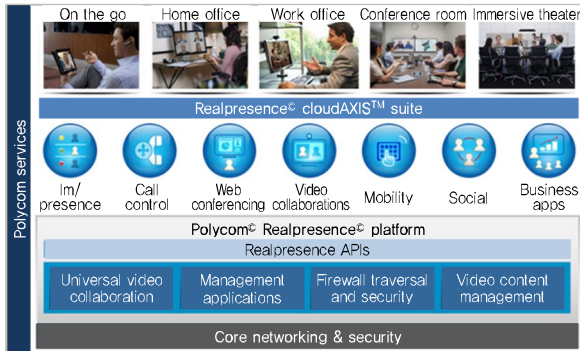 On the go
Home office
Work office
Conference room
Immersive theater
Polycom services
Realpresence© cloudAXIS™ suite
Im/
presence
Call
control
Web
conferencing
Video
collaborations
Mobility
Social
Business
apps
Polycom© Realpresence© platform
Realpresence APIs
Universal video
collaboration
Management
applications
Firewall traversal
and security
Video content
management
Core networking & security